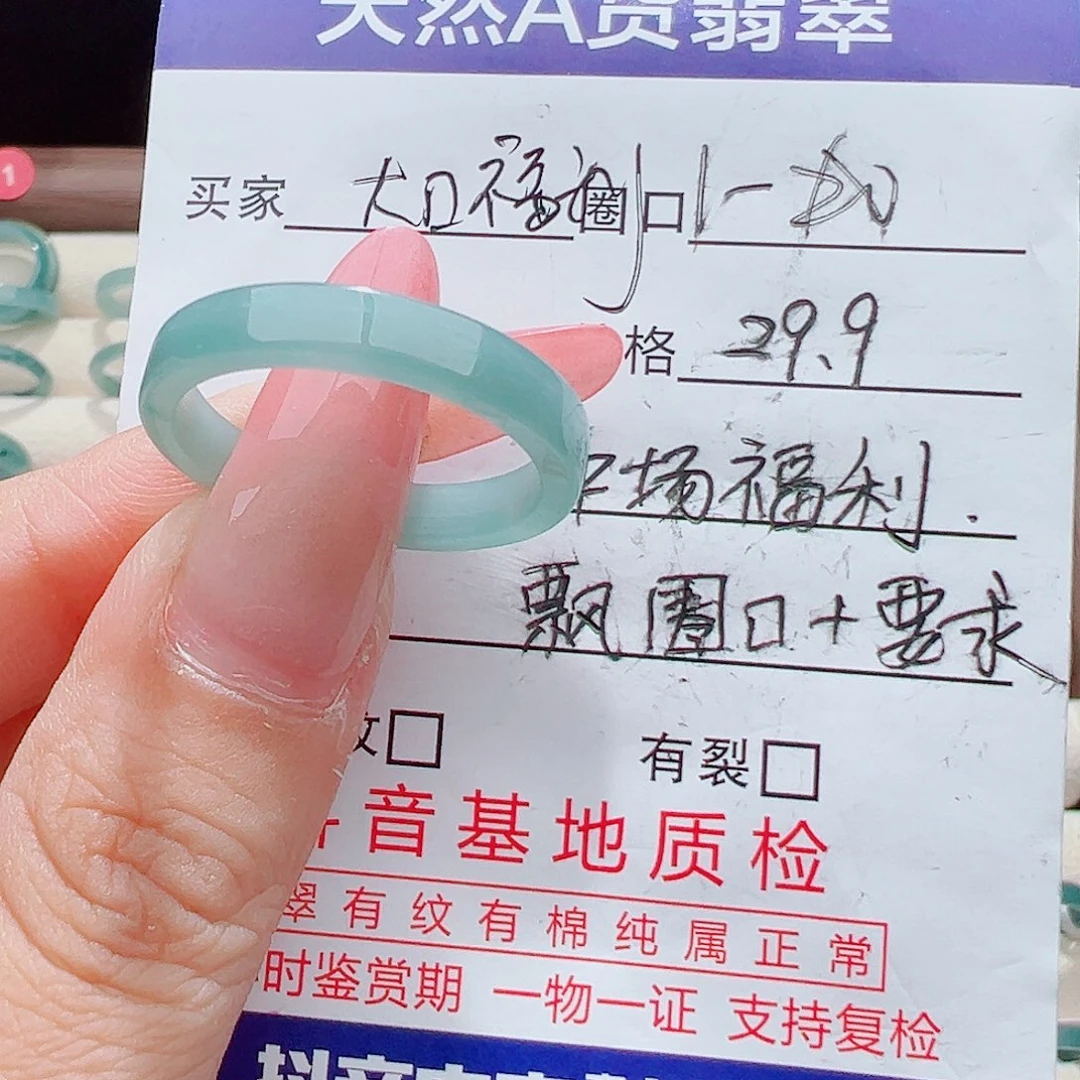 天然A货翡翠
1
买家 大口福利 圈口
格 29.9
场福利.
飘圈口+要求
纹□ 有裂□
音基地质检
翠有纹有棉纯属正常
时鉴赏期 一物一证 支持复检